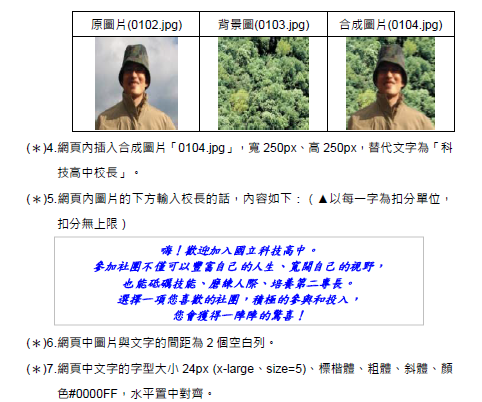 原圖片(0102.jpg) 背景圖(0103.jpg) 合成圖片(0104.jpg)
(＊)4.網頁內插入合成圖片「0104.jpg」，寬 250px、高 250px，替代文字為「科
技高中校長」。
(＊)5.網頁內圖片的下方輸入校長的話，內容如下：（▲以每一字為扣分單位，
扣分無上限）
嗨！歡迎加入國立科技高中。
參加社團不僅可以豐富自己的人生、寬闊自己的視野，
也能砥礪技能、磨練人際、培養第二專長。
選擇一項您喜歡的社團，積極的參與和投入，
您會獲得一陣陣的驚喜！
(＊)6.網頁中圖片與文字的間距為 2 個空白列。
(＊)7.網頁中文字的字型大小 24px (x-large、size=5)、標楷體、粗體、斜體、顏
色#0000FF，水平置中對齊。